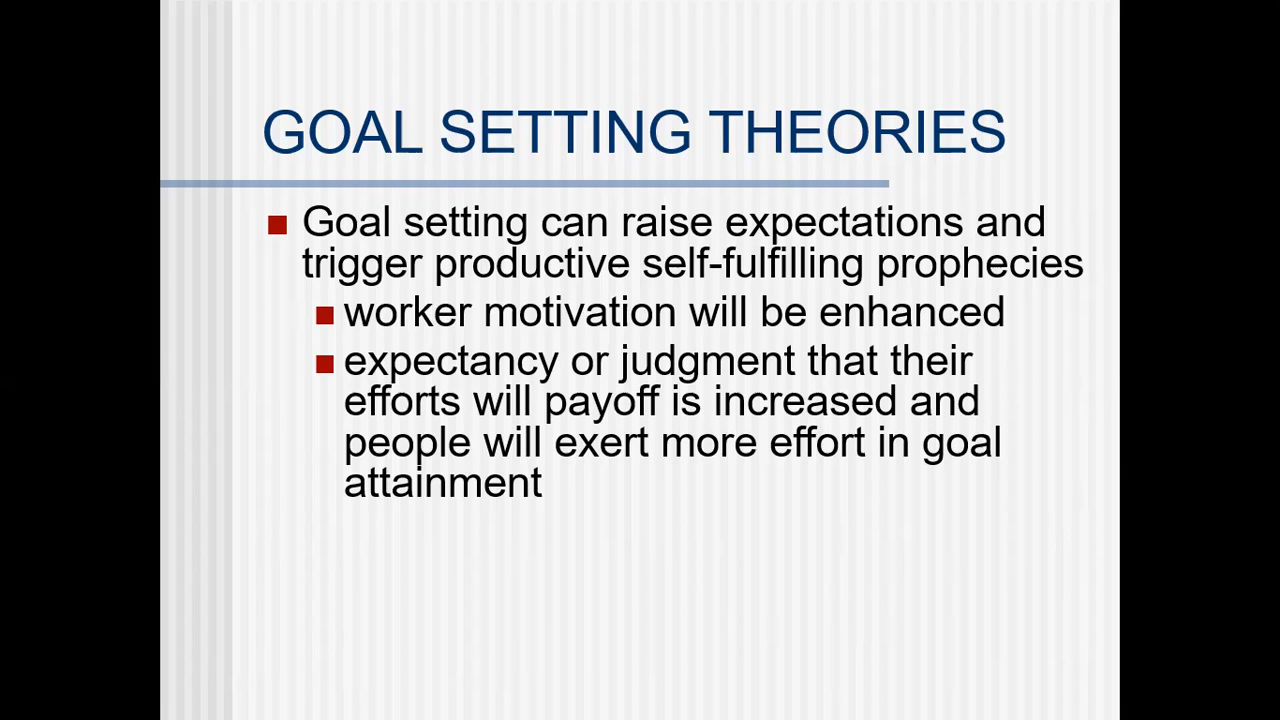 GOAL SETTING THEORIES
Goal setting can raise expectations and
trigger productive self-fulfilling prophecies
worker motivation will be enhanced
expectancy or judgment that their
efforts will payoff is increased and
people will exert more effort in goal
attainment